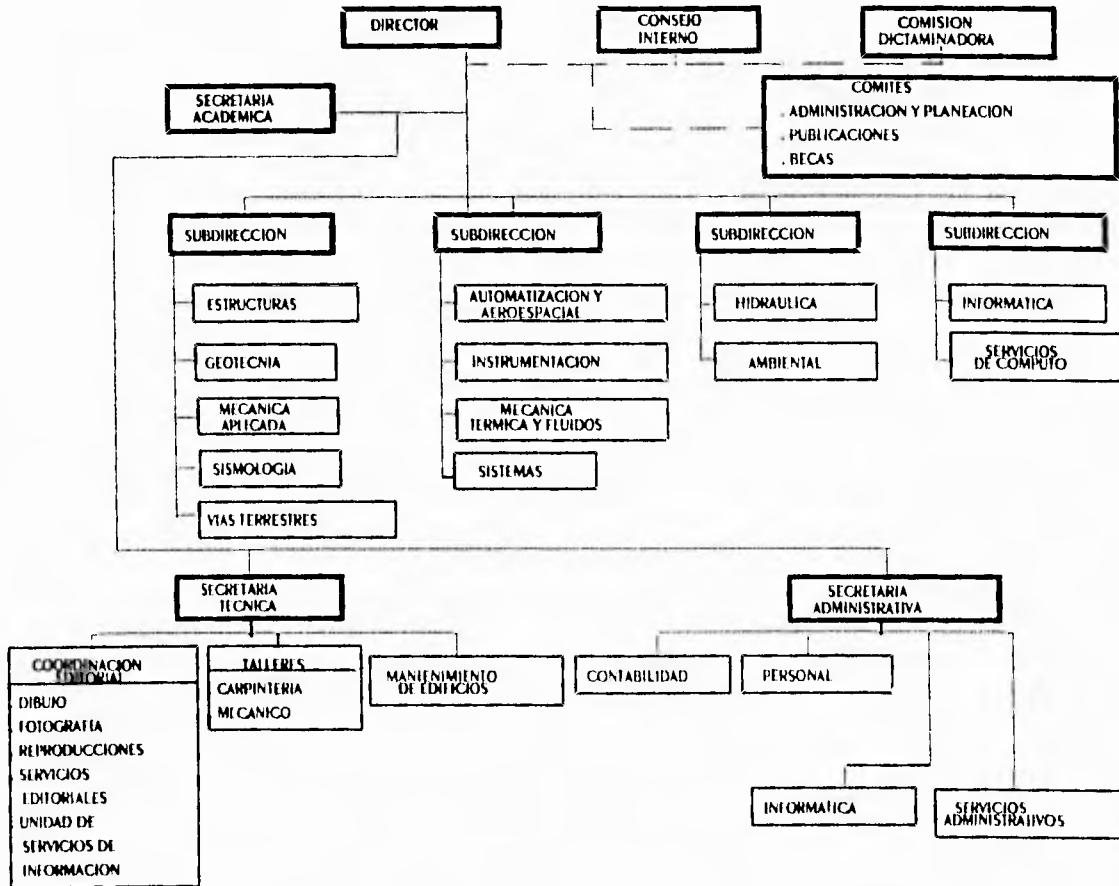 DIRECTOR
CONSEJO
INTERNO
COMISION
DICTAMINADORA
SECRETARIA
ACADEMICA
COMITES
. ADMINISTRACION Y PLANEACION
. PUBLICACIONES
. BECAS
SUBDIRECCION
SUBDIRECCION
SUBDIRECCION
SUBDIRECCION
ESTRUCTURAS
GEOTECNIA
MECANICA
APLICADA
SISMOLOGIA
VIAS TERRESTRES
AUTOMATIZACION Y
AEROESPACIAL
INSTRUMENTACION
MECANICA
TERMICA Y FLUIDOS
SISTEMAS
HIDRAULICA
AMBIENTAL
INFORMATICA
SERVICIOS
DE COMPUTO
SECRETARIA
TECNICA
SECRETARIA
ADMINISTRATIVA
COORDINACION
EDITORIAL
DIBUJO
FOTOGRAFIA
REPRODUCCIONES
SERVICIOS
EDITORIALES
UNIDAD DE
SERVICIOS DE
INFORMACION
TALLERES
CARPINTERIA
MECANICO
MANTENIMIENTO
DE EDIFICIOS
CONTABILIDAD
PERSONAL
INFORMATICA
SERVICIOS
ADMINISTRATIVOS